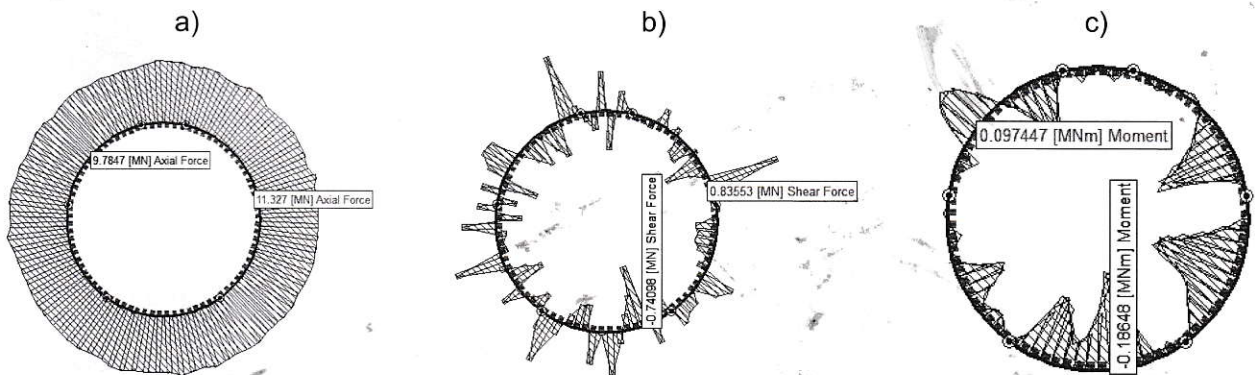 a)
9.7847 [MN] Axial Force
11.327 [MN] Axial Force
b)
0.83553 [MN] Shear Force
-0.74098 [MN] Shear Force
c)
0.097447 [MNm] Moment
-0.18648 [MNm] Moment